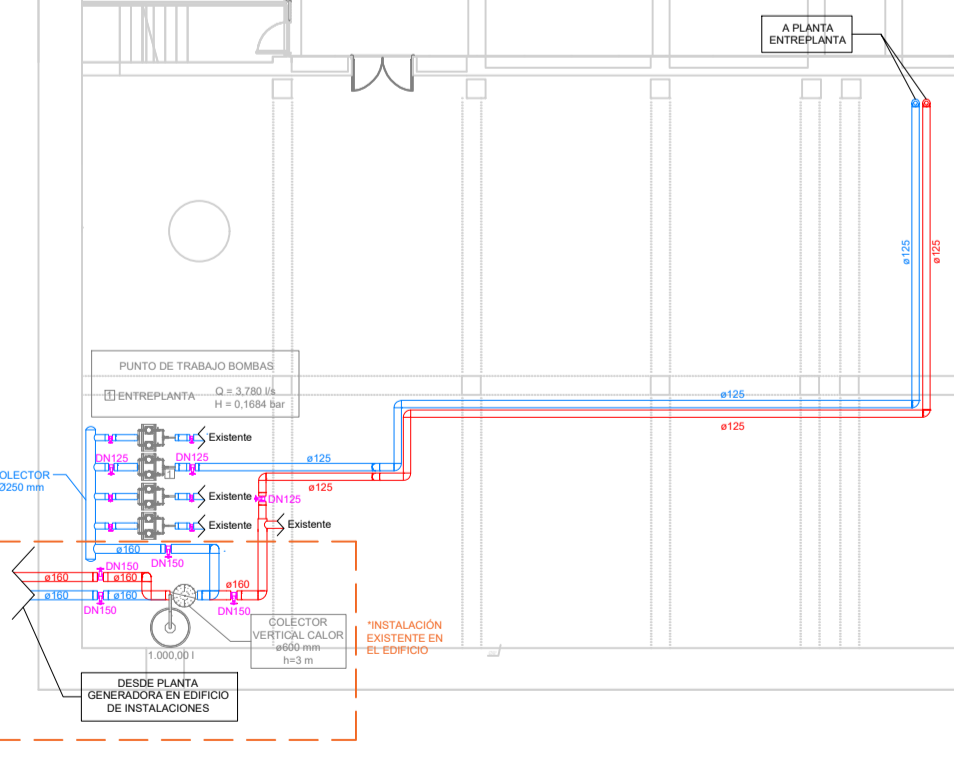 A PLANTA
ENTREPLANTA
ø125
ø125
PUNTO DE TRABAJO BOMBAS
1 ENTREPLANTA
Q = 3,780 l/s
H = 0,1684 bar
ø125
ø125
Existente
DN125
DN125
1
ø125
OLECTOR
Ø250 mm
ø125
Existente
DN125
Existente
Existente
ø160
DN150
DN150
ø160
ø160
ø160
ø160
ø160
DN150
DN150
COLECTOR
VERTICAL CALOR
ø600 mm
h=3 m
*INSTALACIÓN
EXISTENTE EN
EL EDIFICIO
1.000,00 l
DESDE PLANTA
GENERADORA EN EDIFICIO
DE INSTALACIONES